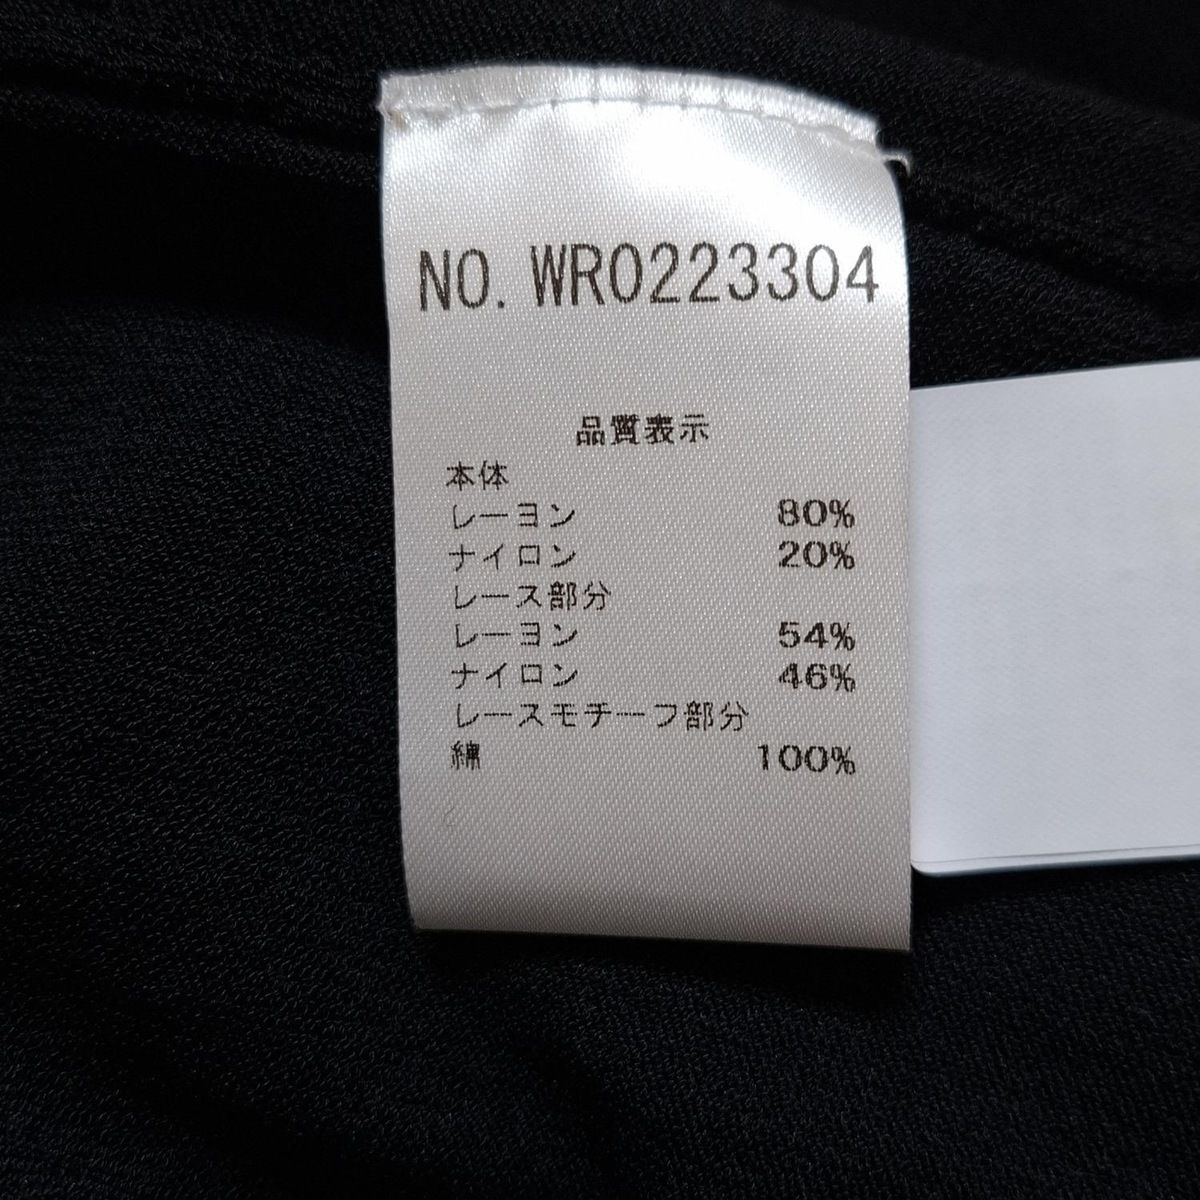 NO. WR0223304
品質表示
本体
レーヨン 80%
ナイロン 20%
レース部分
レーヨン 54%
ナイロン 46%
レースモチーフ部分
綿 100%